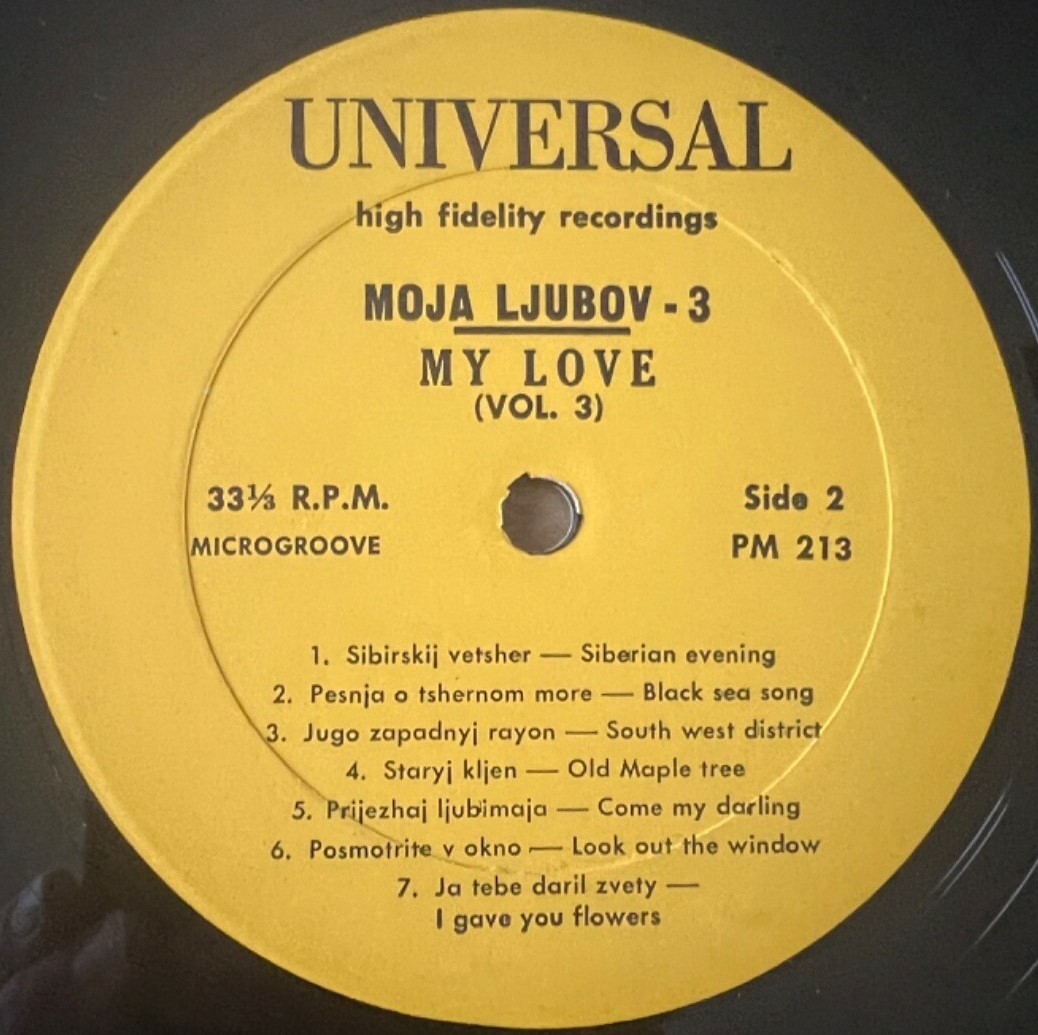 UNIVERSAL
high fidelity recordings
MOJA LJUBOV - 3
MY LOVE
(VOL. 3)
33⅓ R.P.M.
MICROGROOVE
Side 2
PM 213
1. Sibirskij vetsher — Siberian evening
2. Pesnja o tshernom more — Black sea song
3. Jugo zapadnyj rayon — South west district
4. Staryj kljen — Old Maple tree
5. Prijezhaj ljubimaja — Come my darling
6. Posmotrite v okno — Look out the window
7. Ja tebe daril zvety —
I gave you flowers